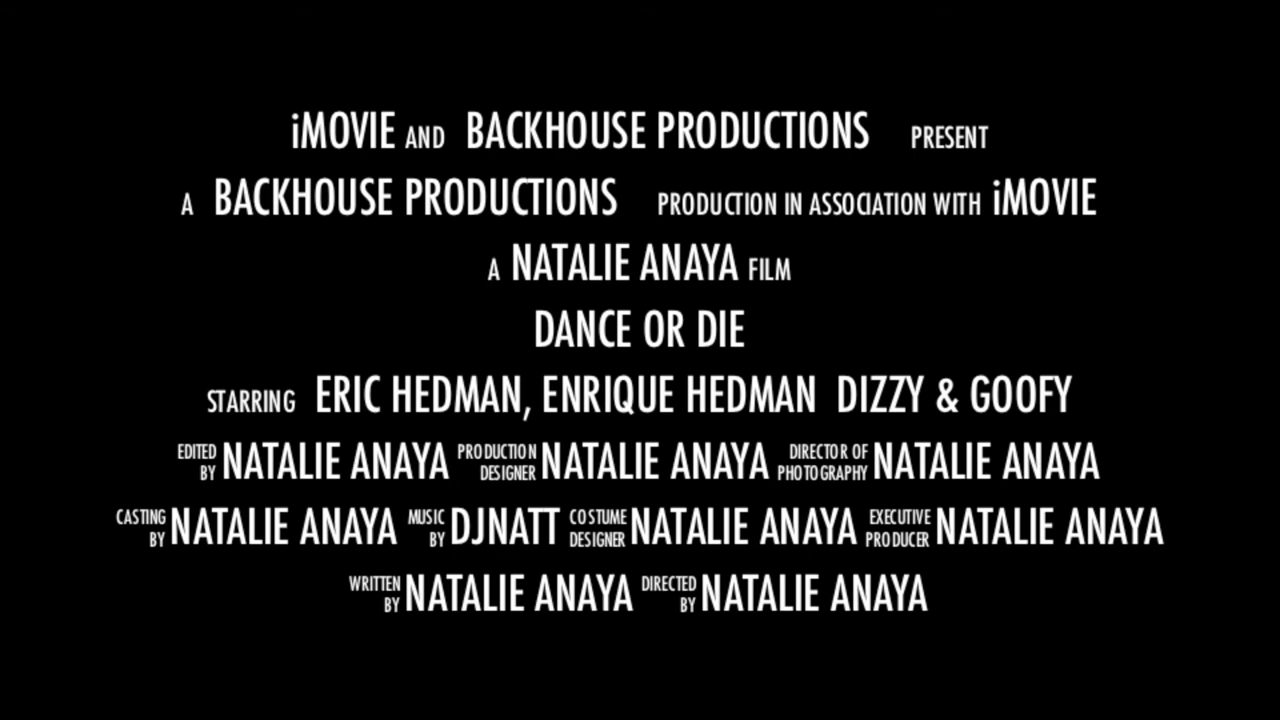 iMOVIE AND BACKHOUSE PRODUCTIONS PRESENT
A BACKHOUSE PRODUCTIONS PRODUCTION IN ASSOCIATION WITH iMOVIE
A NATALIE ANAYA FILM
DANCE OR DIE
STARRING ERIC HEDMAN, ENRIQUE HEDMAN DIZZY & GOOFY
EDITED BY NATALIE ANAYA PRODUCTION DESIGNER NATALIE ANAYA DIRECTOR OF PHOTOGRAPHY NATALIE ANAYA
CASTING BY NATALIE ANAYA MUSIC BY DJNATT COSTUME DESIGNER NATALIE ANAYA EXECUTIVE PRODUCER NATALIE ANAYA
WRITTEN BY NATALIE ANAYA DIRECTED BY NATALIE ANAYA